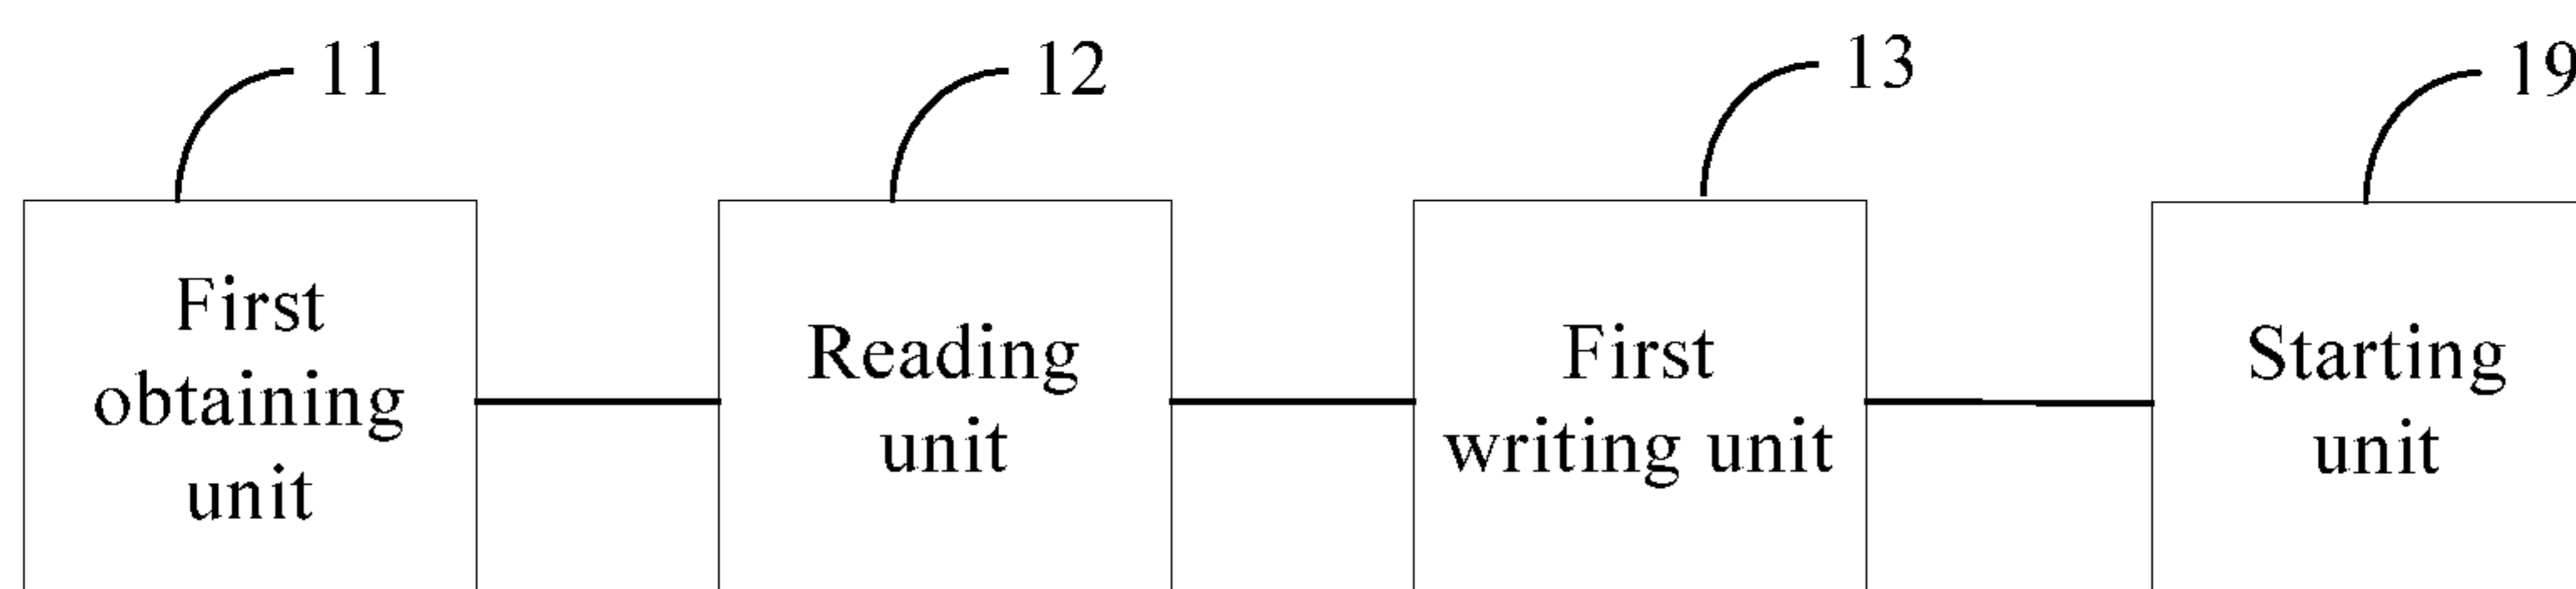 11
12
13
19
First
obtaining
unit
Reading
unit
First
writing unit
Starting
unit